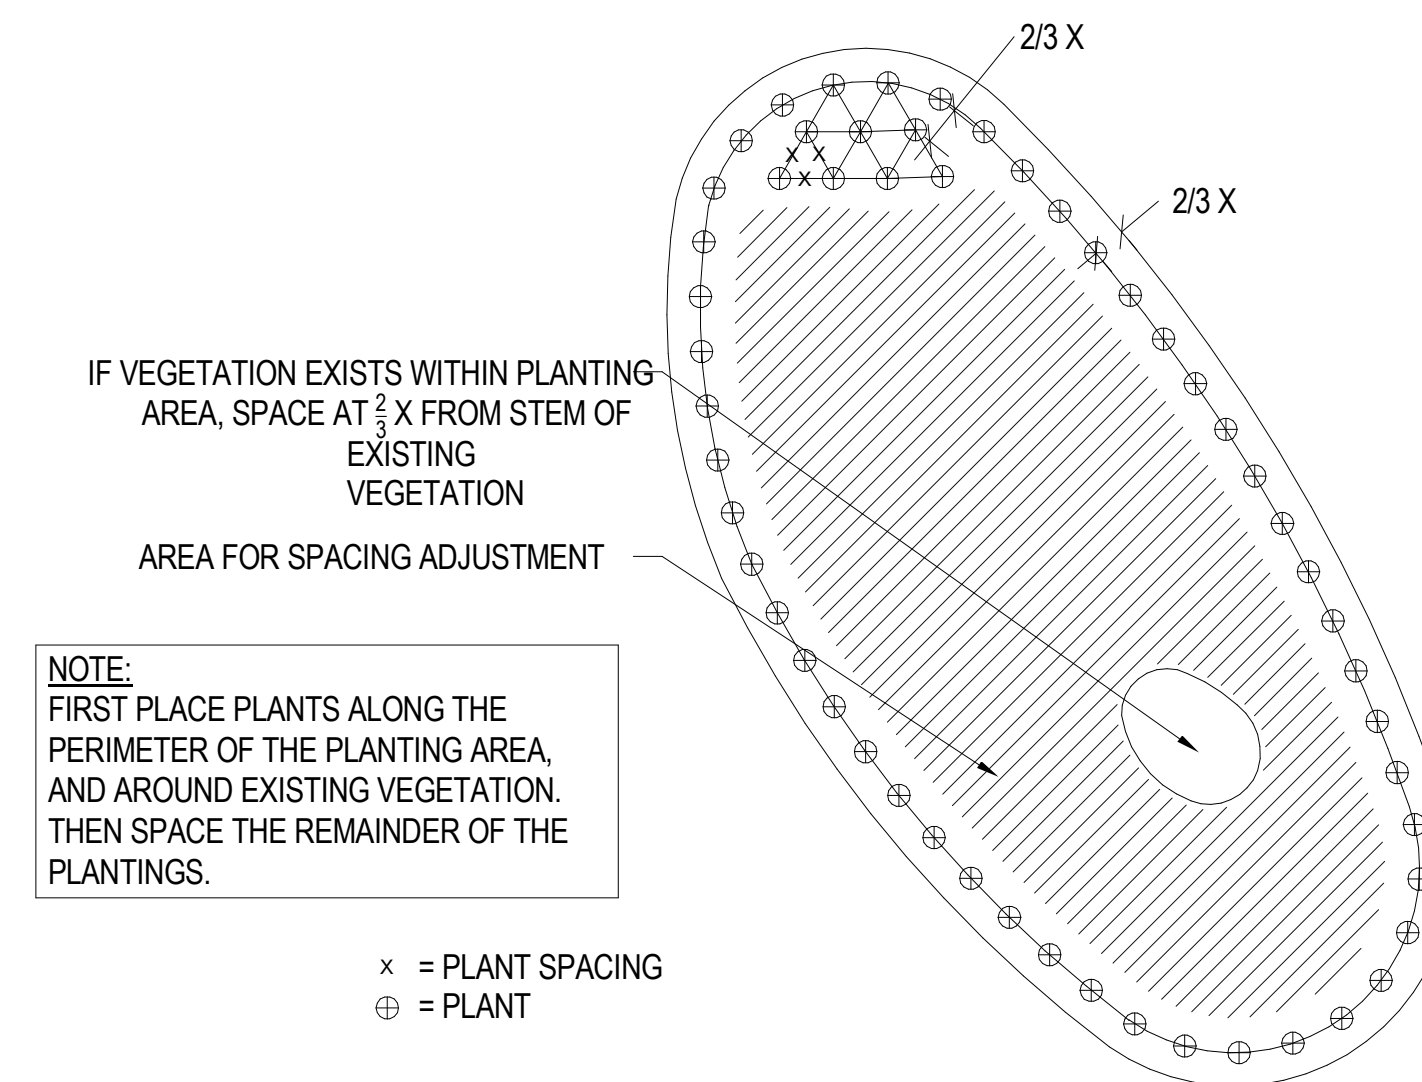 2/3 X
2/3 X
X X
X
IF VEGETATION EXISTS WITHIN PLANTING
AREA, SPACE AT 2/3 X FROM STEM OF
EXISTING
VEGETATION
AREA FOR SPACING ADJUSTMENT
NOTE:
FIRST PLACE PLANTS ALONG THE
PERIMETER OF THE PLANTING AREA,
AND AROUND EXISTING VEGETATION.
THEN SPACE THE REMAINDER OF THE
PLANTINGS.
X = PLANT SPACING
= PLANT